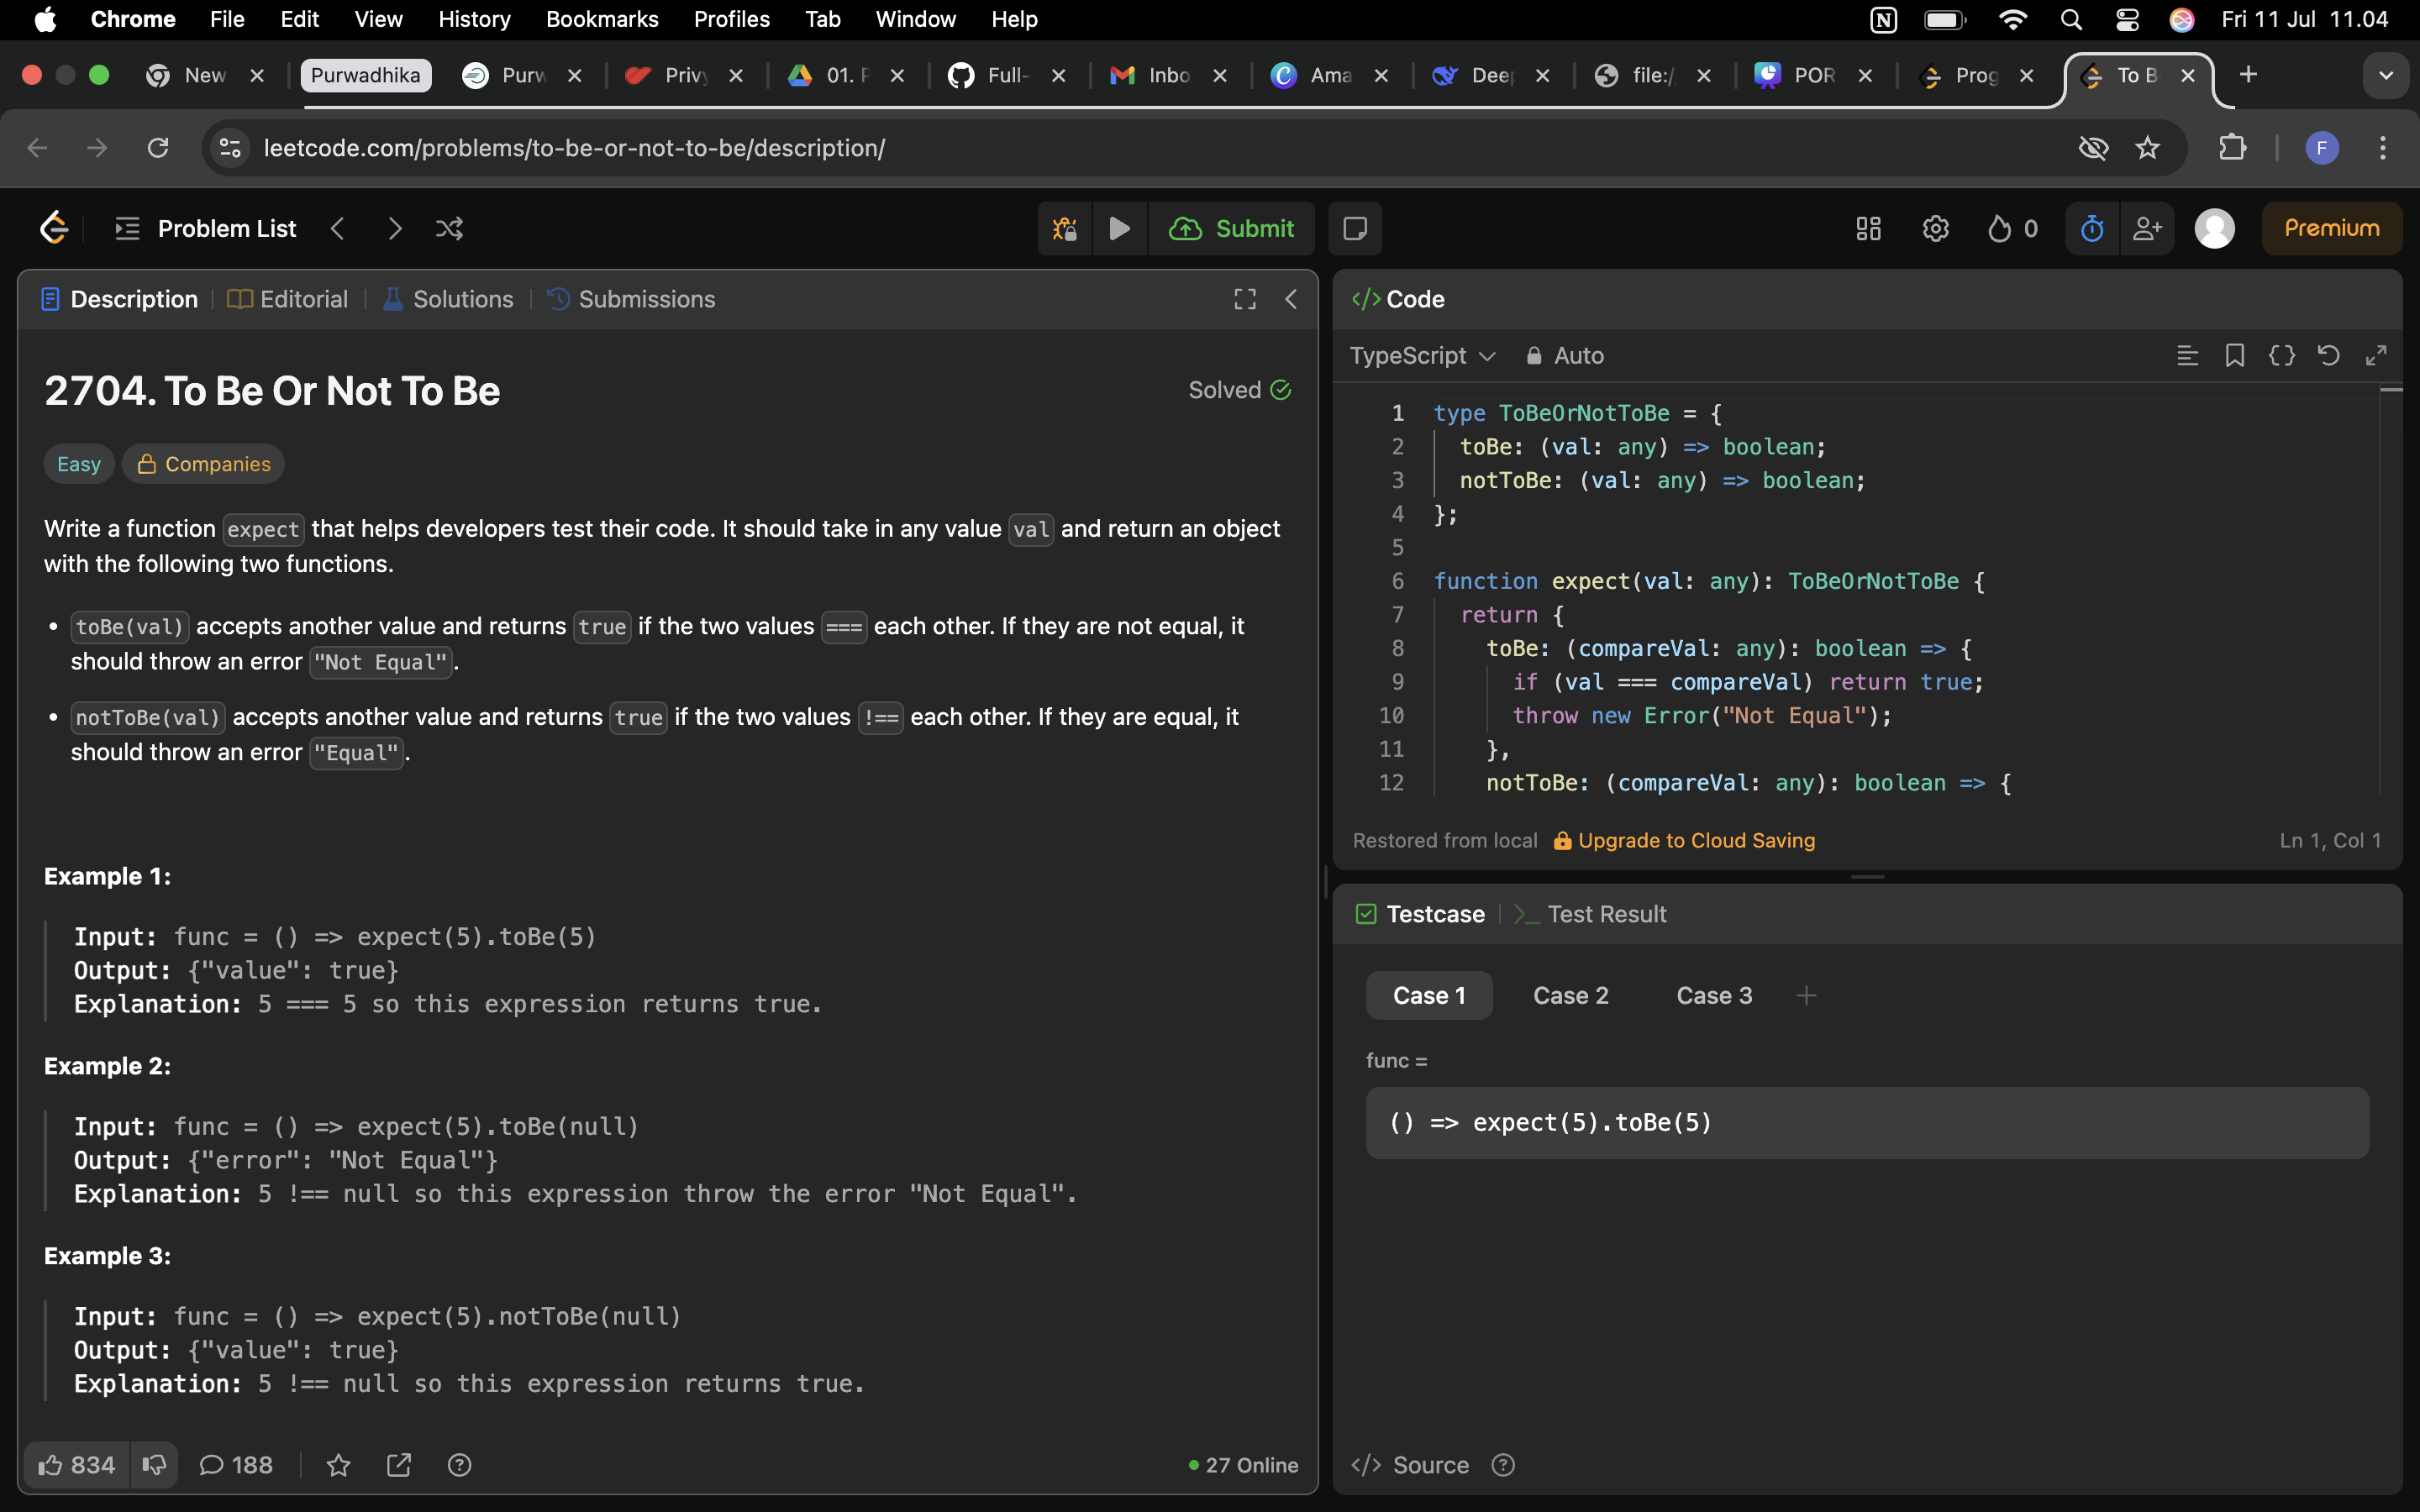 Chrome File Edit View History Bookmarks Profiles Tab Window Help Fri 11 Jul 11.04
New Purwadhika Purw Privy 01. F Full- Inbo Ama Deep file:/ POR Prog To B
leetcode.com/problems/to-be-or-not-to-be/description/ F
Problem List Submit 0 Premium
Description Editorial Solutions Submissions
2704. To Be Or Not To Be
Solved
Easy Companies
Write a function expect that helps developers test their code. It should take in any value val and return an object
with the following two functions.
• toBe(val) accepts another value and returns true if the two values === each other. If they are not equal, it
should throw an error "Not Equal".
• notToBe(val) accepts another value and returns true if the two values !== each other. If they are equal, it
should throw an error "Equal".
Example 1:
Input: func = () => expect(5).toBe(5)
Output: {"value": true}
Explanation: 5 === 5 so this expression returns true.
Example 2:
Input: func = () => expect(5).toBe(null)
Output: {"error": "Not Equal"}
Explanation: 5 !== null so this expression throw the error "Not Equal".
Example 3:
Input: func = () => expect(5).notToBe(null)
Output: {"value": true}
Explanation: 5 !== null so this expression returns true.
834 188 27 Online
</> Code
TypeScript Auto
1 type ToBeOrNotToBe = {
2 toBe: (val: any) => boolean;
3 notToBe: (val: any) => boolean;
4 };
5
6 function expect(val: any): ToBeOrNotToBe {
7 return {
8 toBe: (compareVal: any): boolean => {
9 if (val === compareVal) return true;
10 throw new Error("Not Equal");
11 },
12 notToBe: (compareVal: any): boolean => {
Restored from local Upgrade to Cloud Saving Ln 1, Col 1
Testcase Test Result
Case 1 Case 2 Case 3 +
func =
() => expect(5).toBe(5)
</> Source